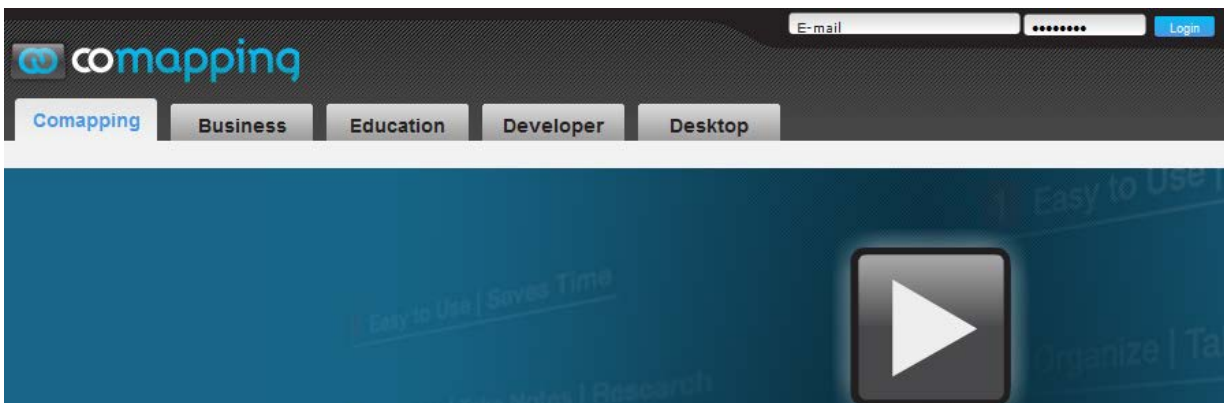 E-mail •••••••• Login
comapping
Comapping Business Education Developer Desktop
Easy to Use |
Easy to Use | Saves Time
Organize | Ta
Notes | Research